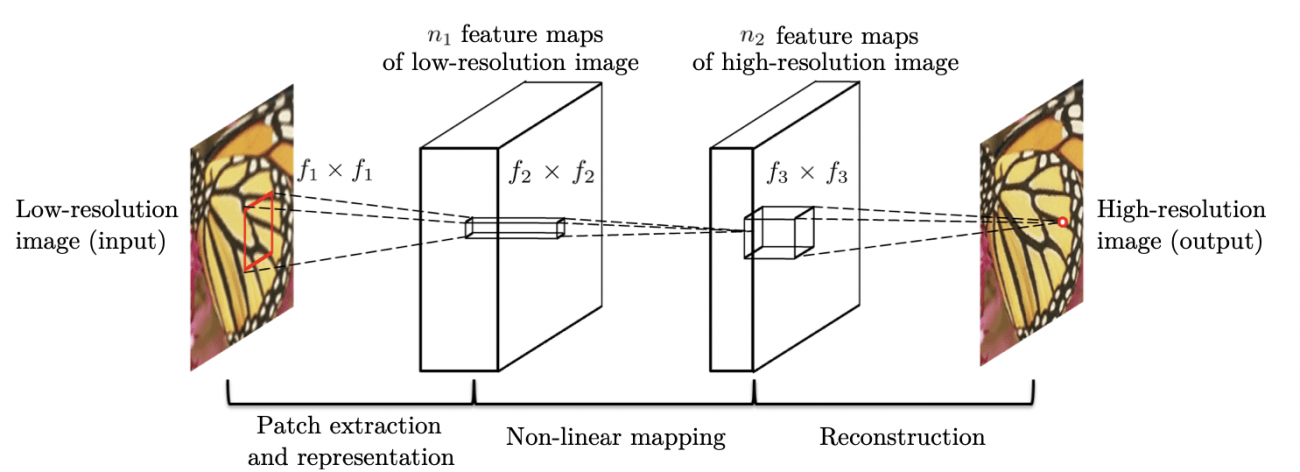 n₁ feature maps
of low-resolution image
n₂ feature maps
of high-resolution image
f₁ × f₁
f₂ × f₂
f₃ × f₃
Low-resolution
image (input)
High-resolution
image (output)
Patch extraction
and representation
Non-linear mapping
Reconstruction